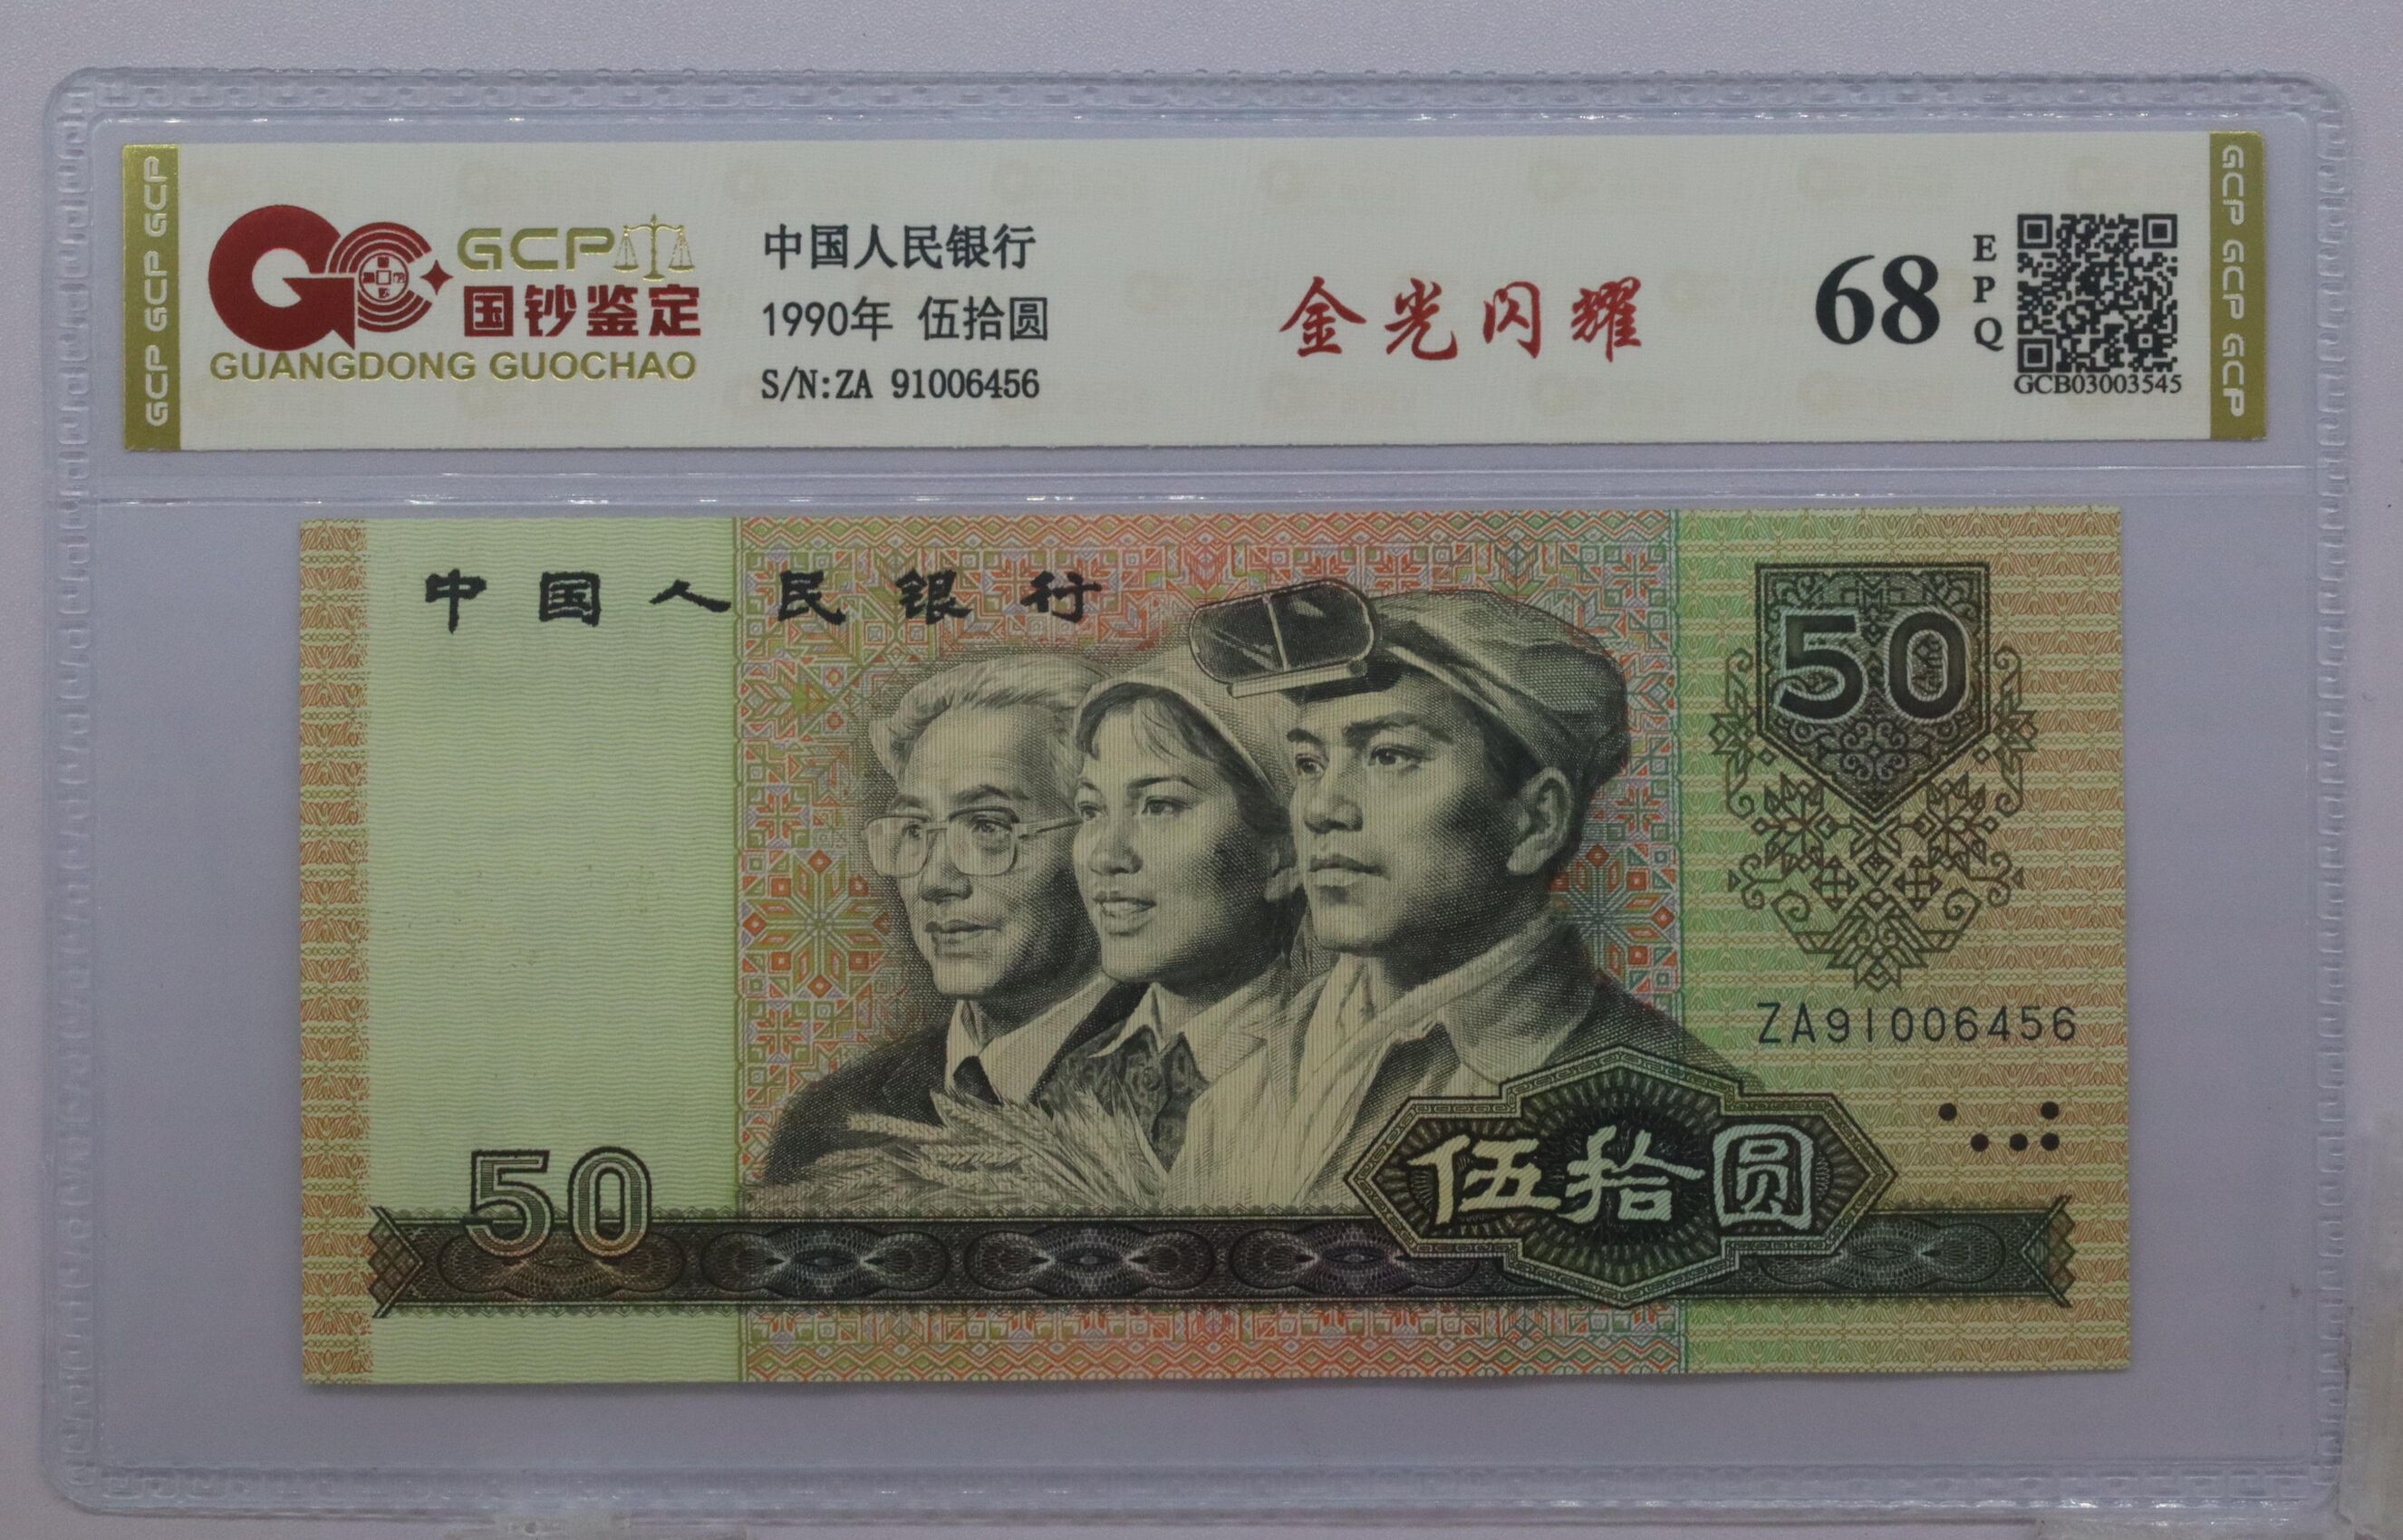 GCP GCP GCP
GCP
国钞鉴定
GUANGDONG GUOCHAO
中国人民银行
1990年 伍拾圆
S/N:ZA 91006456
金光闪耀
68
EPQ
GCB03003545
GCP GCP GCP
中国人民银行
50
ZA91006456
50
伍拾圆